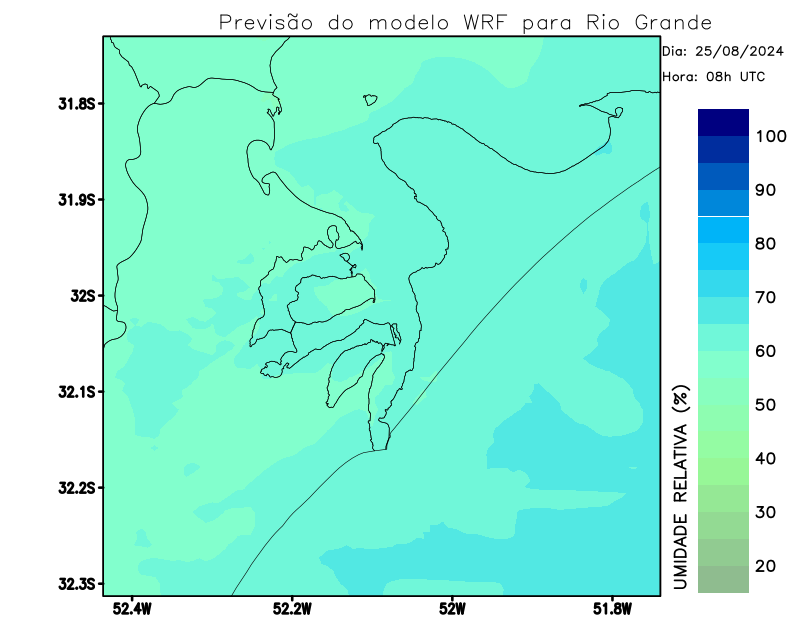 Previsão do modelo WRF para Rio Grande
Dia: 25/08/2024
Hora: 08h UTC
31.8S
31.9S
32S
32.1S
32.2S
32.3S
52.4W
52.2W
52W
51.8W
100
90
80
70
60
50
40
30
20
UMIDADE RELATIVA (%)